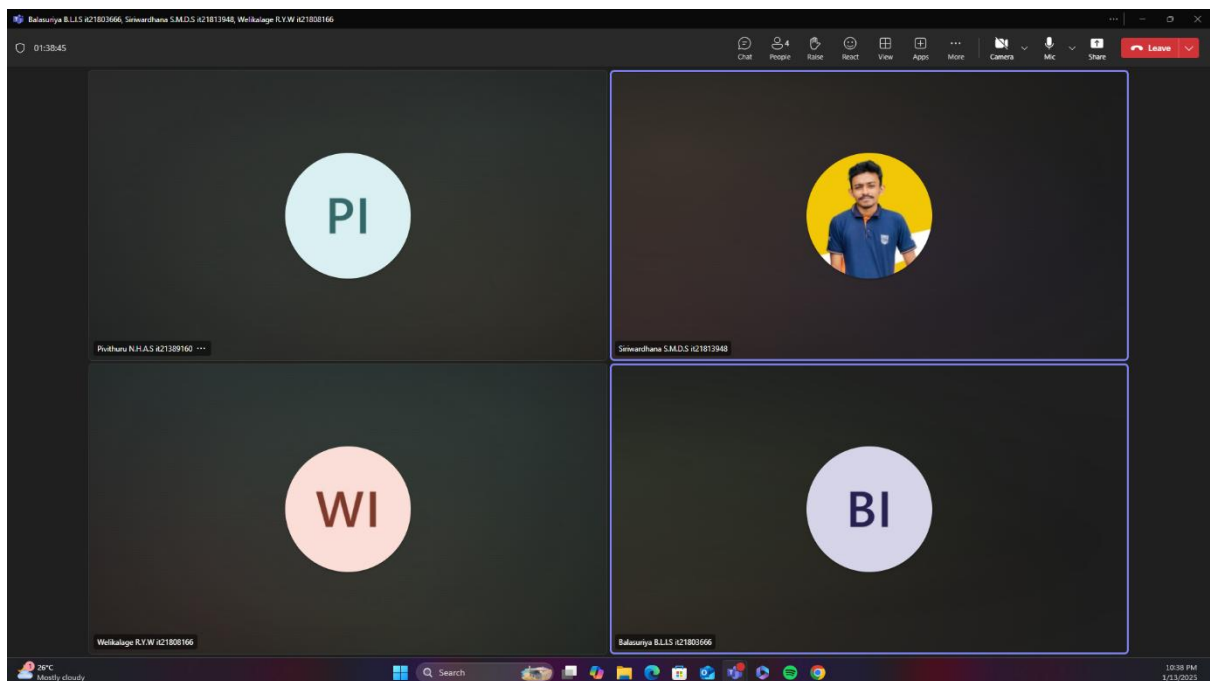 Balasuriya B.L.I.S it21803666, Siriwardhana S.M.D.S it21813948, Welikalage R.Y.W it21808166
01:38:45
4
Chat People Raise React View Apps More Camera Mic Share Leave
PI
Pivithuru N.H.A.S it21389160
Siriwardhana S.M.D.S it21813948
WI
BI
Welikalage R.Y.W it21808166
Balasuriya B.L.I.S it21803666
1
26°C
Mostly cloudy
Search
10:38 PM
1/13/2025